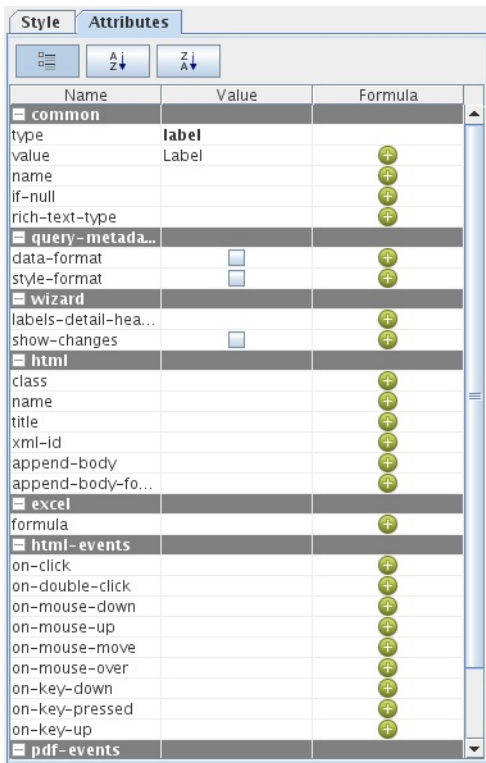 Style Attributes
A Z Z A
Name Value Formula
common
type label
value Label
name
if-null
rich-text-type
query-metada...
data-format
style-format
wizard
labels-detail-hea...
show-changes
html
class
name
title
xml-id
append-body
append-body-fo...
excel
formula
html-events
on-click
on-double-click
on-mouse-down
on-mouse-up
on-mouse-move
on-mouse-over
on-key-down
on-key-pressed
on-key-up
pdf-events